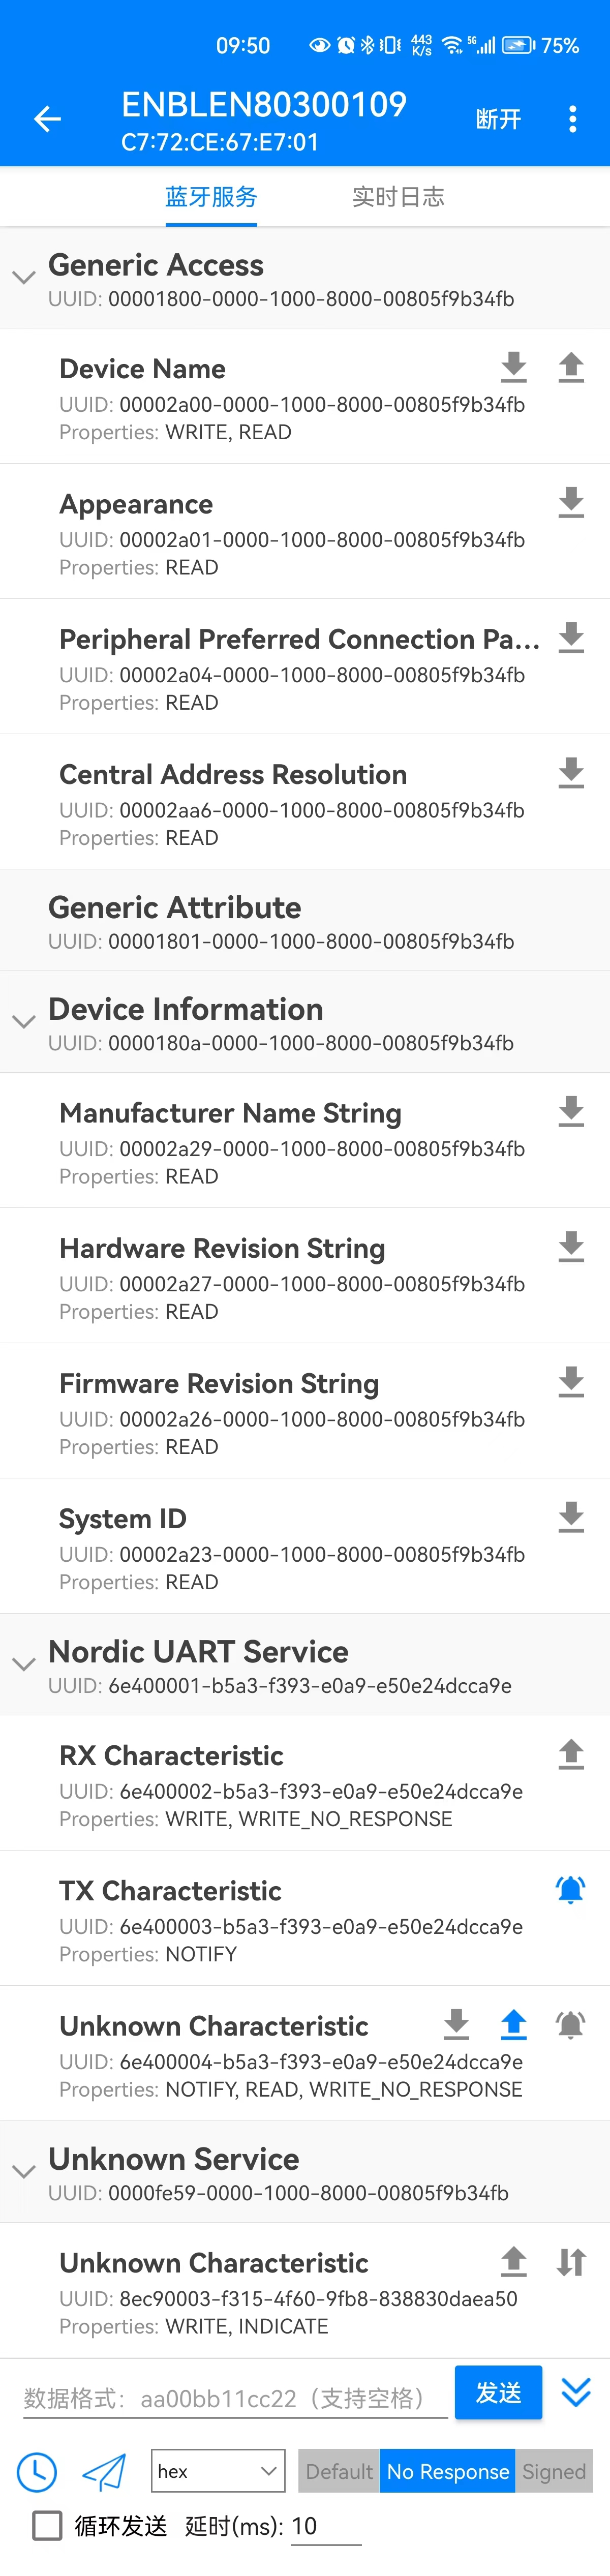 09:50 443 K/s 5G 75%
ENBLEN80300109
C7:72:CE:67:E7:01
断开
蓝牙服务 实时日志
Generic Access
UUID: 00001800-0000-1000-8000-00805f9b34fb
Device Name
UUID: 00002a00-0000-1000-8000-00805f9b34fb
Properties: WRITE, READ
Appearance
UUID: 00002a01-0000-1000-8000-00805f9b34fb
Properties: READ
Peripheral Preferred Connection Pa...
UUID: 00002a04-0000-1000-8000-00805f9b34fb
Properties: READ
Central Address Resolution
UUID: 00002aa6-0000-1000-8000-00805f9b34fb
Properties: READ
Generic Attribute
UUID: 00001801-0000-1000-8000-00805f9b34fb
Device Information
UUID: 0000180a-0000-1000-8000-00805f9b34fb
Manufacturer Name String
UUID: 00002a29-0000-1000-8000-00805f9b34fb
Properties: READ
Hardware Revision String
UUID: 00002a27-0000-1000-8000-00805f9b34fb
Properties: READ
Firmware Revision String
UUID: 00002a26-0000-1000-8000-00805f9b34fb
Properties: READ
System ID
UUID: 00002a23-0000-1000-8000-00805f9b34fb
Properties: READ
Nordic UART Service
UUID: 6e400001-b5a3-f393-e0a9-e50e24dcca9e
RX Characteristic
UUID: 6e400002-b5a3-f393-e0a9-e50e24dcca9e
Properties: WRITE, WRITE_NO_RESPONSE
TX Characteristic
UUID: 6e400003-b5a3-f393-e0a9-e50e24dcca9e
Properties: NOTIFY
Unknown Characteristic
UUID: 6e400004-b5a3-f393-e0a9-e50e24dcca9e
Properties: NOTIFY, READ, WRITE_NO_RESPONSE
Unknown Service
UUID: 0000fe59-0000-1000-8000-00805f9b34fb
Unknown Characteristic
UUID: 8ec90003-f315-4f60-9fb8-838830daea50
Properties: WRITE, INDICATE
数据格式：aa00bb11cc22（支持空格） 发送
hex Default No Response Signed
循环发送 延时(ms): 10